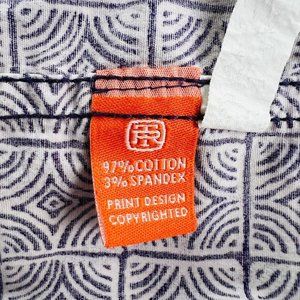 97% COTTON
3% SPANDEX
PRINT DESIGN
COPYRIGHTED